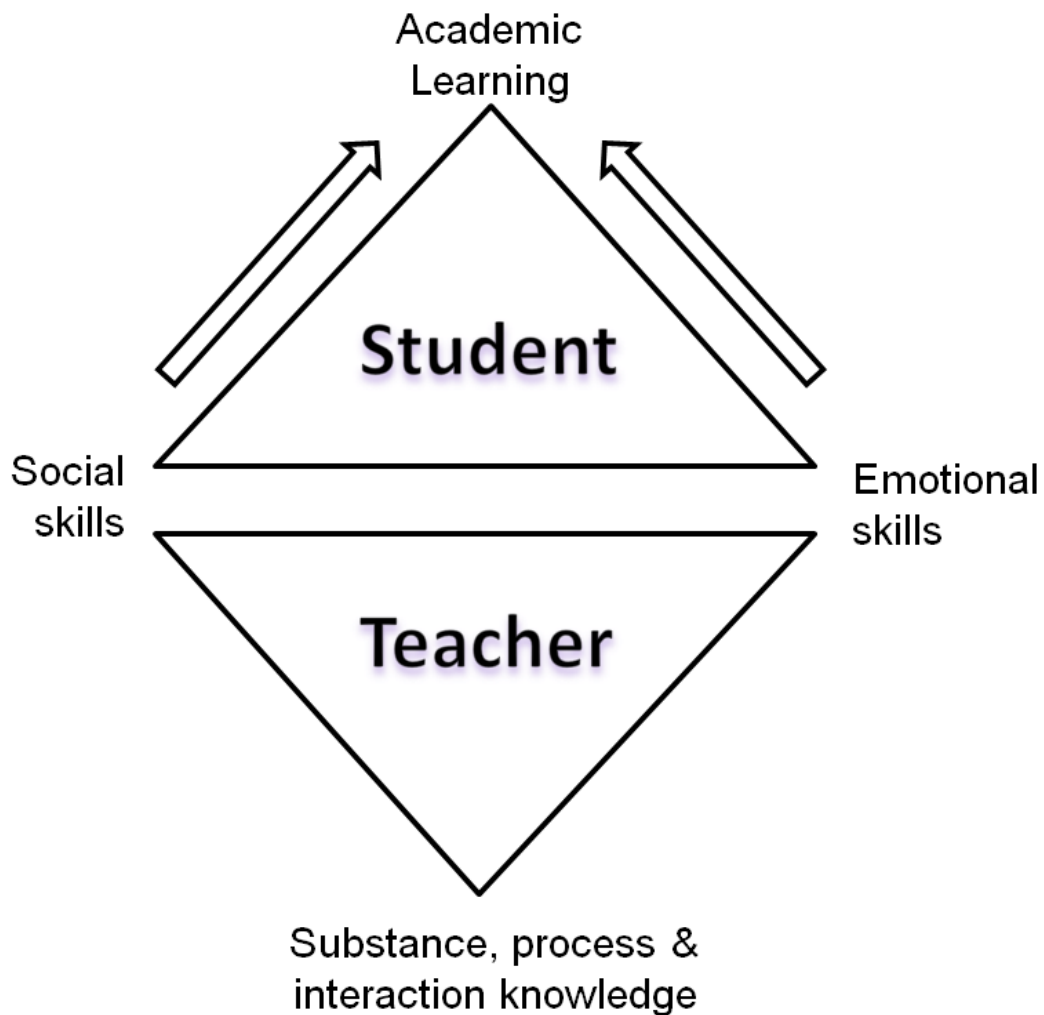 Academic
Learning
Student
Social
skills
Emotional
skills
Teacher
Substance, process &
interaction knowledge